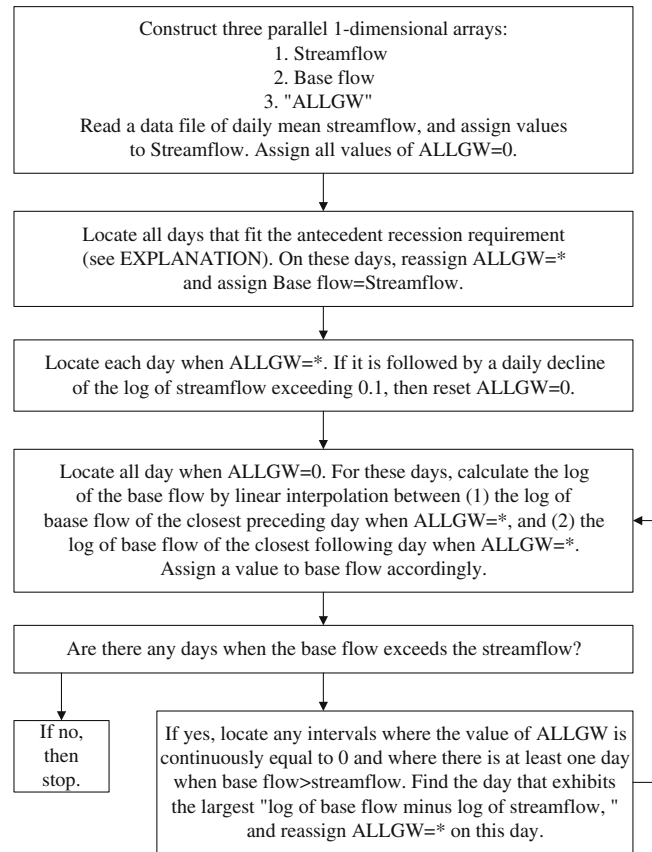 Construct three parallel 1-dimensional arrays:
1. Streamflow
2. Base flow
3. "ALLGW"
Read a data file of daily mean streamflow, and assign values
to Streamflow. Assign all values of ALLGW=0.
Locate all days that fit the antecedent recession requirement
(see EXPLANATION). On these days, reassign ALLGW=*
and assign Base flow=Streamflow.
Locate each day when ALLGW=*. If it is followed by a daily decline
of the log of streamflow exceeding 0.1, then reset ALLGW=0.
Locate all day when ALLGW=0. For these days, calculate the log
of the base flow by linear interpolation between (1) the log of
baase flow of the closest preceding day when ALLGW=*, and (2) the
log of base flow of the closest following day when ALLGW=*.
Assign a value to base flow accordingly.
Are there any days when the base flow exceeds the streamflow?
If no,
then
stop.
If yes, locate any intervals where the value of ALLGW is
continuously equal to 0 and where there is at least one day
when base flow>streamflow. Find the day that exhibits
the largest "log of base flow minus log of streamflow, "
and reassign ALLGW=* on this day.